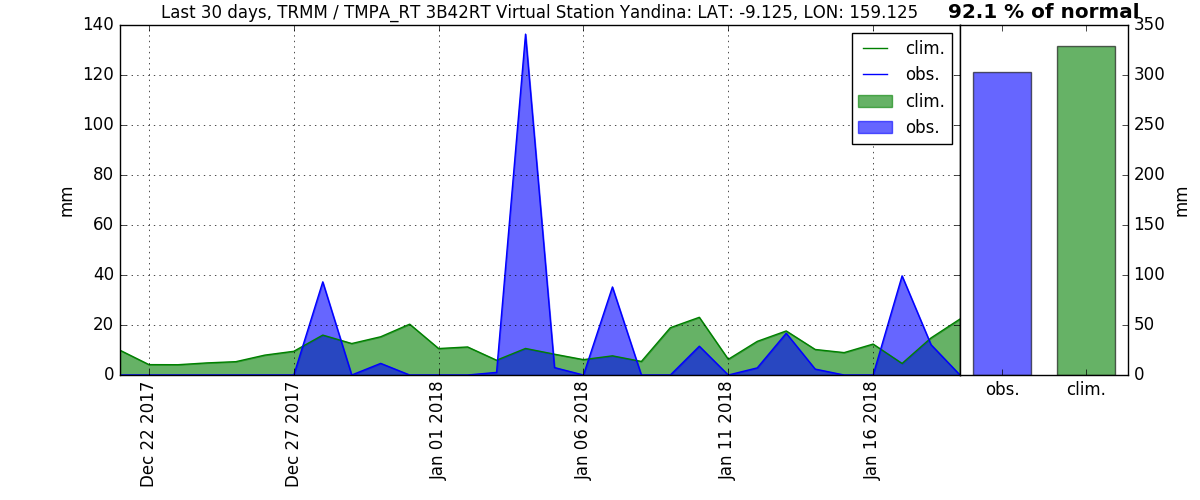 Last 30 days, TRMM / TMPA_RT 3B42RT Virtual Station Yandina: LAT: -9.125, LON: 159.125
92.1 % of normal
140
120
100
80
60
40
20
0
mm
clim.
obs.
clim.
obs.
Dec 22 2017
Dec 27 2017
Jan 01 2018
Jan 06 2018
Jan 11 2018
Jan 16 2018
350
300
250
200
150
100
50
0
mm
obs.
clim.